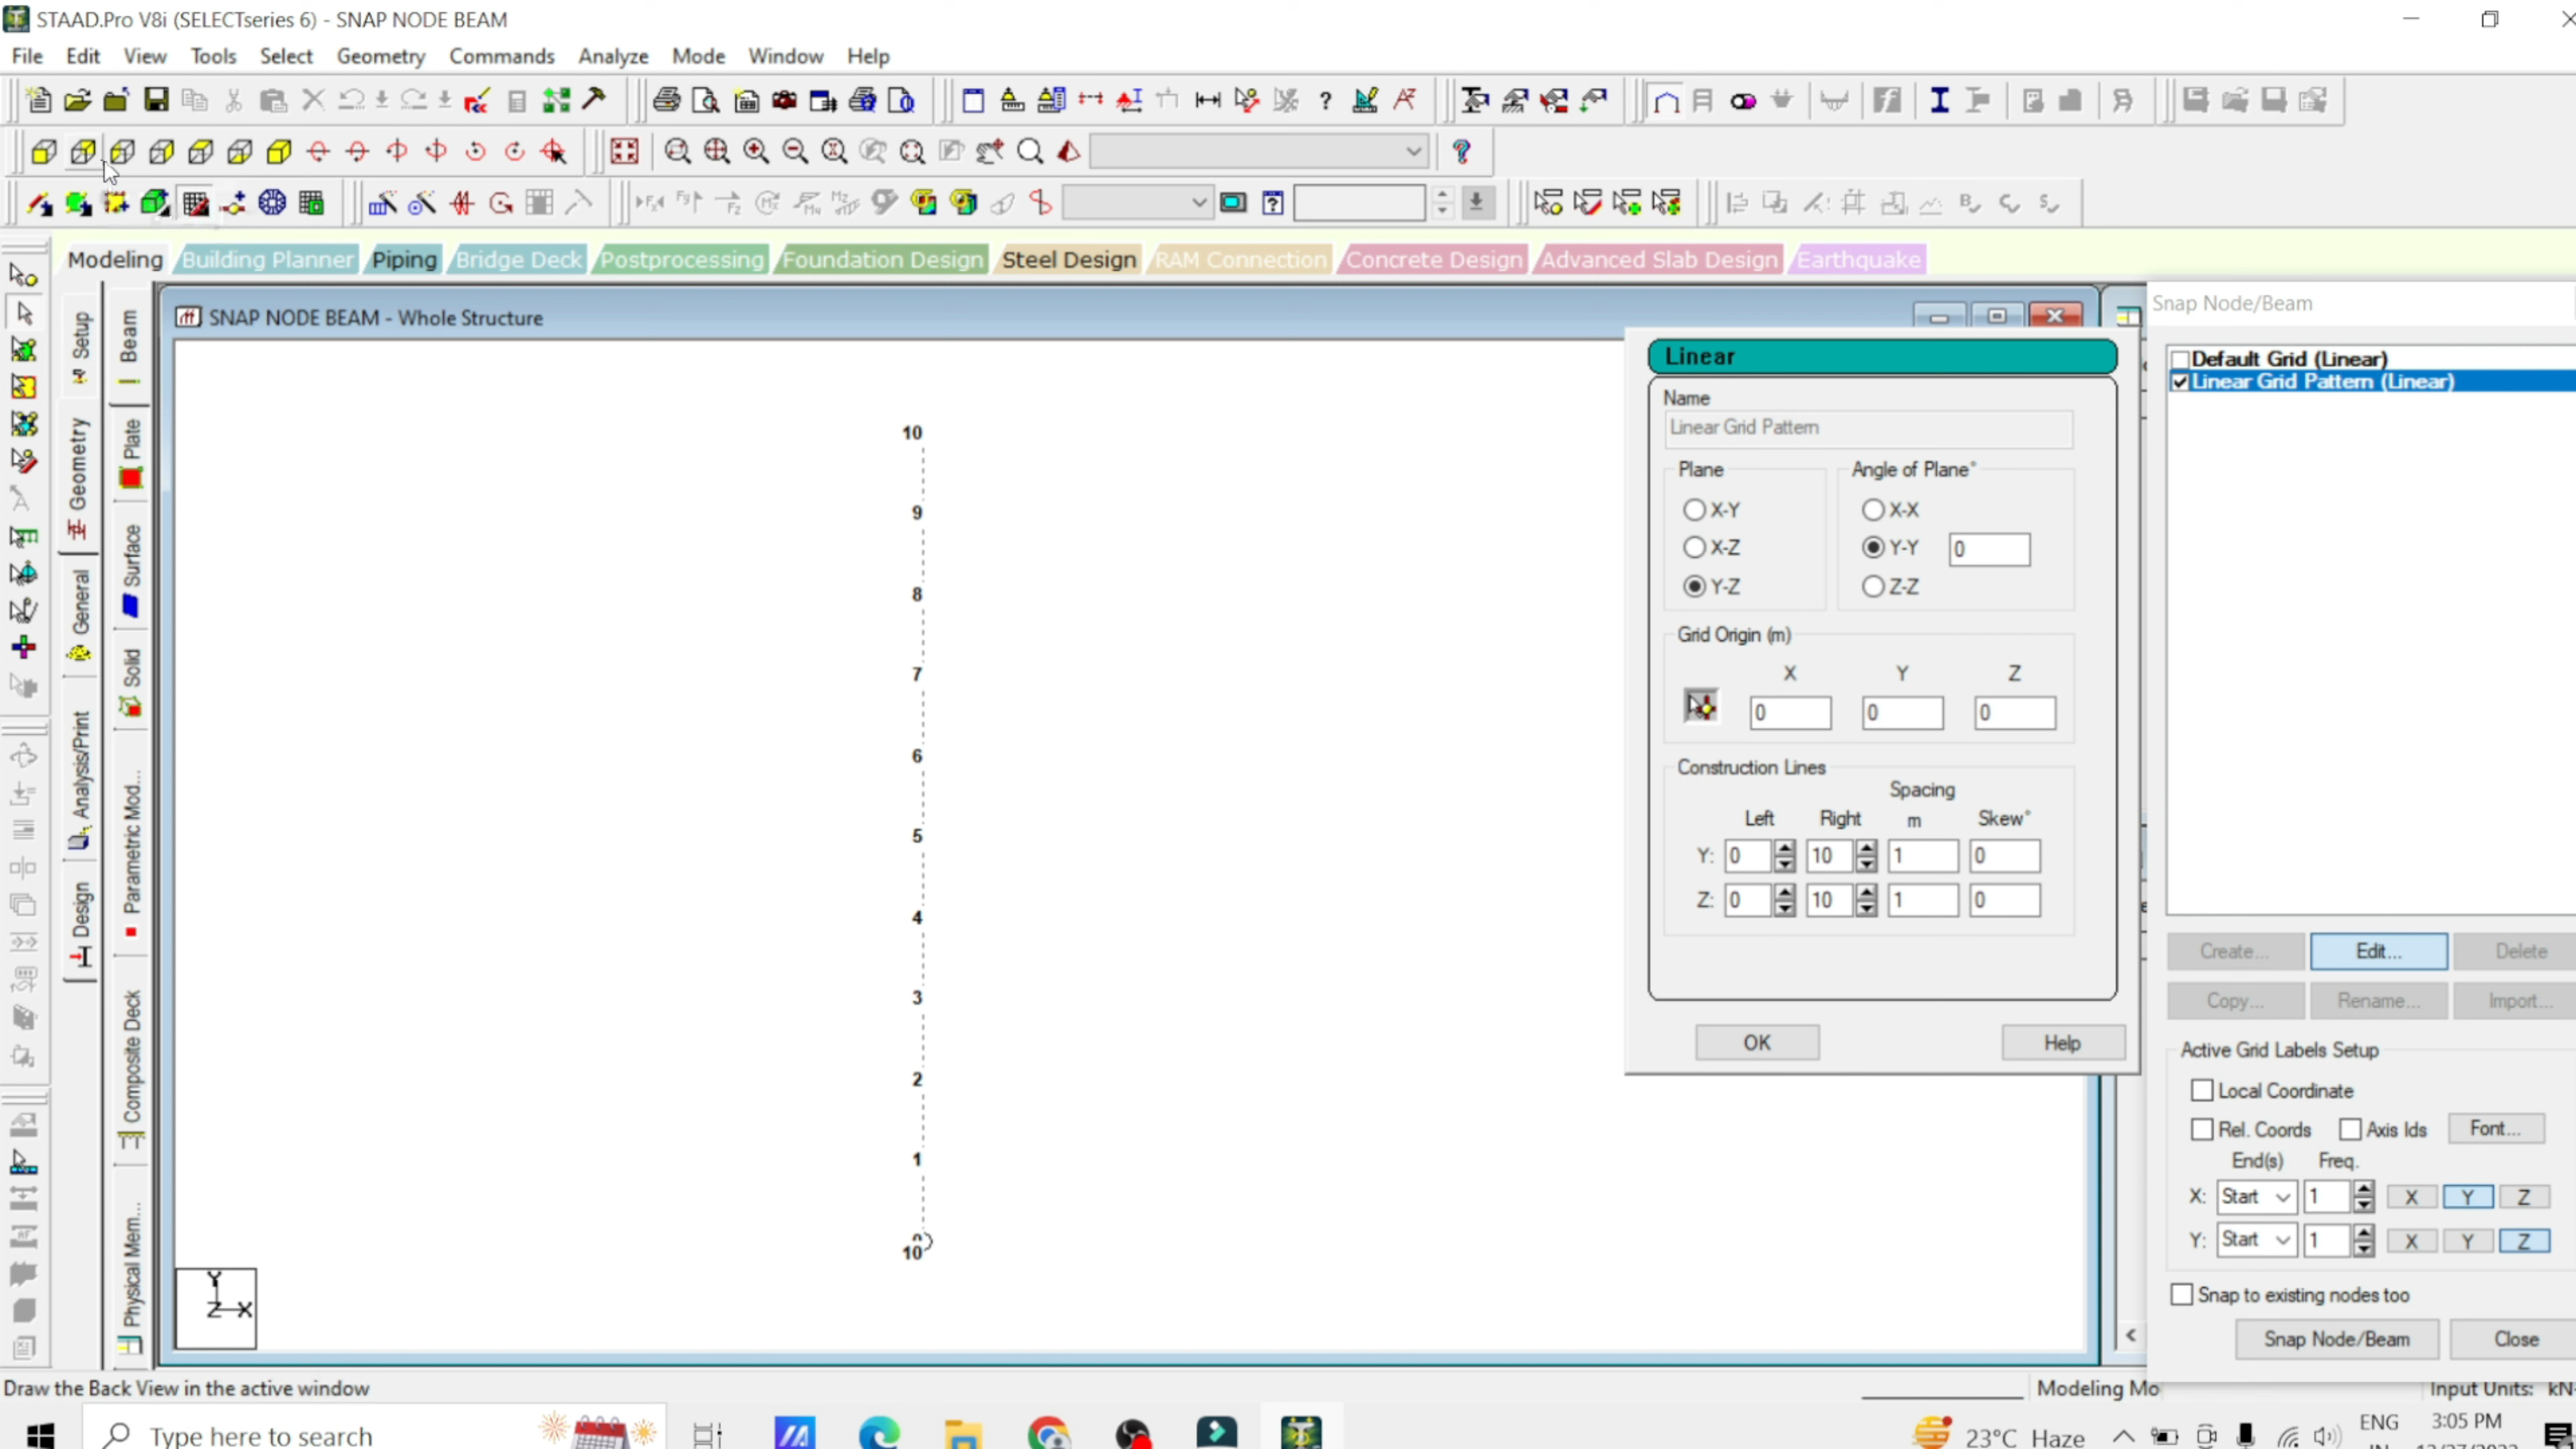 STAAD.Pro V8i (SELECTseries 6) - SNAP NODE BEAM
File Edit View Tools Select Geometry Commands Analyze Mode Window Help
Modeling Building Planner Piping Bridge Deck Postprocessing Foundation Design Steel Design RAM Connection Concrete Design Advanced Slab Design Earthquake
Setup
Geometry
General
Analysis/Print
Design
Beam
Plate
Surface
Solid
Parametric Mod...
Composite Deck
Physical Mem...
SNAP NODE BEAM - Whole Structure
10
9
8
7
6
5
4
3
2
1
10
Y
Z X
Linear
Name
Linear Grid Pattern
Plane Angle of Plane°
X-Y X-X
X-Z Y-Y 0
Y-Z Z-Z
Grid Origin (m)
X Y Z
0 0 0
Construction Lines
Spacing
Left Right m Skew°
Y: 0 10 1 0
Z: 0 10 1 0
OK Help
Snap Node/Beam
Default Grid (Linear)
Linear Grid Pattern (Linear)
Create... Edit... Delete
Copy... Rename... Import...
Active Grid Labels Setup
Local Coordinate
Rel. Coords Axis Ids Font...
End(s) Freq.
X: Start 1 X Y Z
Y: Start 1 X Y Z
Snap to existing nodes too
Snap Node/Beam Close
Draw the Back View in the active window Modeling Mo Input Units: kN-
Type here to search 23°C Haze ENG 3:05 PM